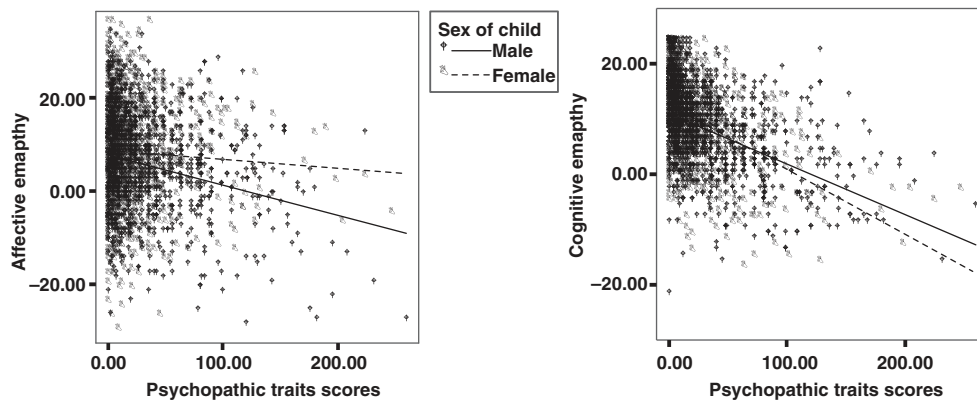 Affective emapthy
20.00
0.00
−20.00
0.00
100.00
200.00
Psychopathic traits scores
Sex of child
Male
Female
Cognitive emapthy
20.00
0.00
−20.00
0.00
100.00
200.00
Psychopathic traits scores